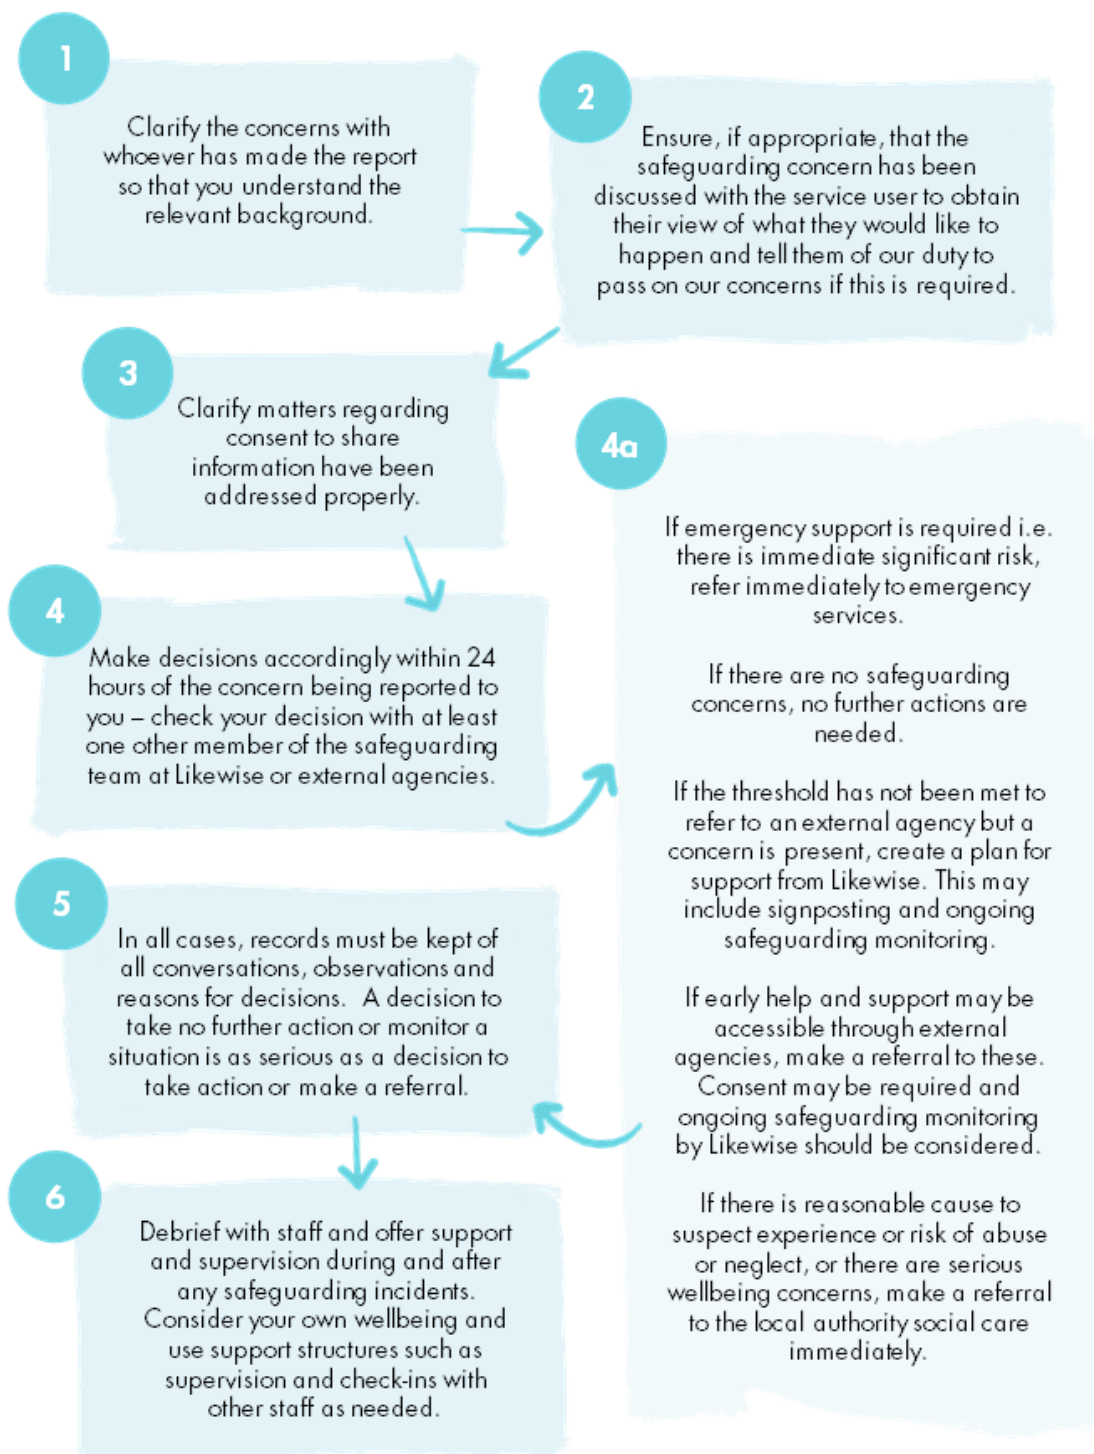 1
Clarify the concerns with
whoever has made the report
so that you understand the
relevant background.
2
Ensure, if appropriate, that the
safeguarding concern has been
discussed with the service user to obtain
their view of what they would like to
happen and tell them of our duty to
pass on our concerns if this is required.
3
Clarify matters regarding
consent to share
information have been
addressed properly.
4
Make decisions accordingly within 24
hours of the concern being reported to
you – check your decision with at least
one other member of the safeguarding
team at Likewise or external agencies.
4a
If emergency support is required i.e.
there is immediate significant risk,
refer immediately to emergency
services.
If there are no safeguarding
concerns, no further actions are
needed.
If the threshold has not been met to
refer to an external agency but a
concern is present, create a plan for
support from Likewise. This may
include signposting and ongoing
safeguarding monitoring.
If early help and support may be
accessible through external
agencies, make a referral to these.
Consent may be required and
ongoing safeguarding monitoring
by Likewise should be considered.
If there is reasonable cause to
suspect experience or risk of abuse
or neglect, or there are serious
wellbeing concerns, make a referral
to the local authority social care
immediately.
5
In all cases, records must be kept of
all conversations, observations and
reasons for decisions. A decision to
take no further action or monitor a
situation is as serious as a decision to
take action or make a referral.
6
Debrief with staff and offer support
and supervision during and after
any safeguarding incidents.
Consider your own wellbeing and
use support structures such as
supervision and check-ins with
other staff as needed.